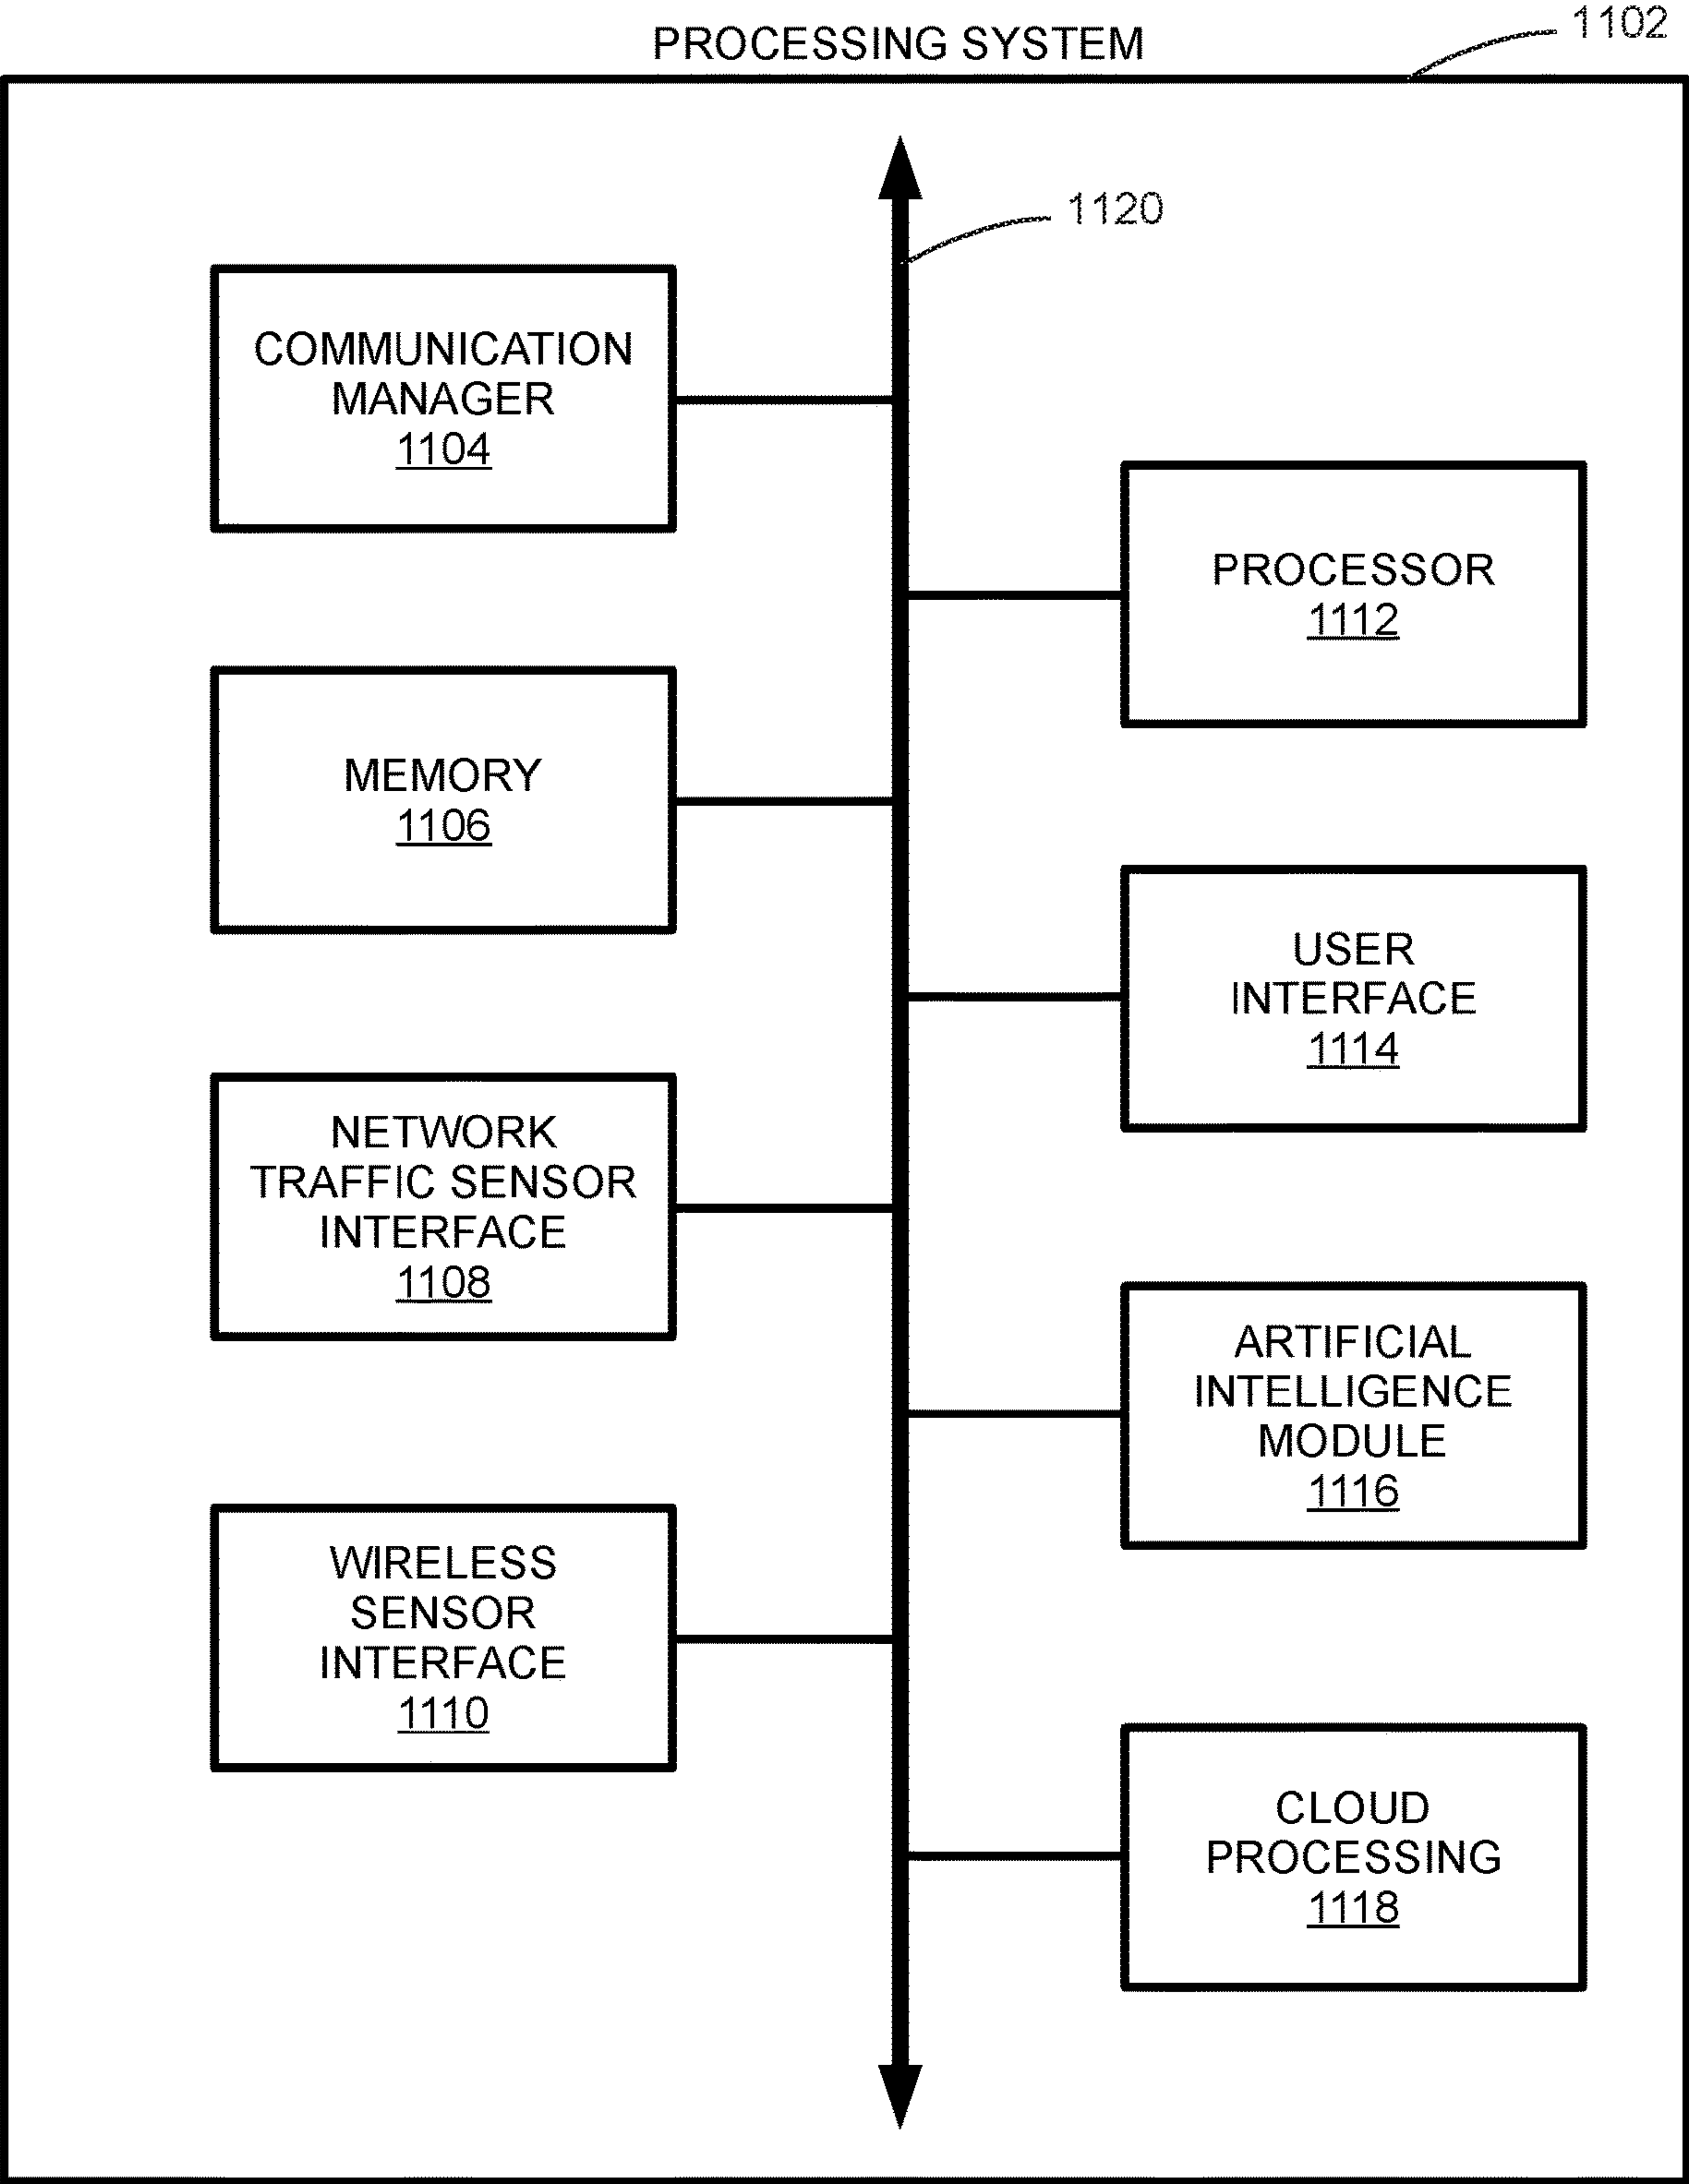 PROCESSING SYSTEM
1102
1120
COMMUNICATION
MANAGER
1104
PROCESSOR
1112
MEMORY
1106
USER
INTERFACE
1114
NETWORK
TRAFFIC SENSOR
INTERFACE
1108
ARTIFICIAL
INTELLIGENCE
MODULE
1116
WIRELESS
SENSOR
INTERFACE
1110
CLOUD
PROCESSING
1118